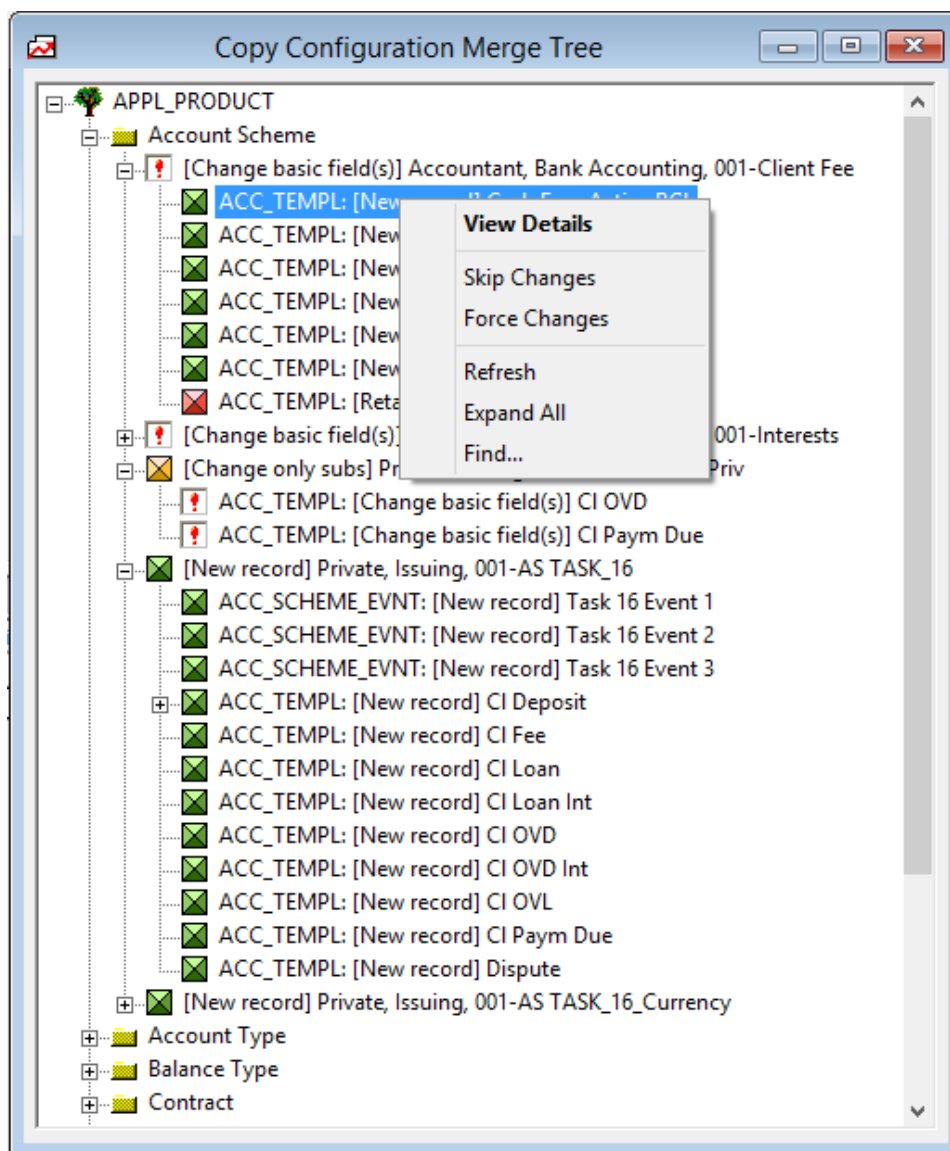 Copy Configuration Merge Tree
APPL_PRODUCT
Account Scheme
[Change basic field(s)] Accountant, Bank Accounting, 001-Client Fee
ACC_TEMPL: [New
ACC_TEMPL: [New
ACC_TEMPL: [New
ACC_TEMPL: [New
ACC_TEMPL: [New
ACC_TEMPL: [New
ACC_TEMPL: [Reta
View Details
Skip Changes
Force Changes
Refresh
Expand All
Find...
[Change basic field(s)] 001-Interests
[Change only subs] Pr Priv
ACC_TEMPL: [Change basic field(s)] CI OVD
ACC_TEMPL: [Change basic field(s)] CI Paym Due
[New record] Private, Issuing, 001-AS TASK_16
ACC_SCHEME_EVNT: [New record] Task 16 Event 1
ACC_SCHEME_EVNT: [New record] Task 16 Event 2
ACC_SCHEME_EVNT: [New record] Task 16 Event 3
ACC_TEMPL: [New record] CI Deposit
ACC_TEMPL: [New record] CI Fee
ACC_TEMPL: [New record] CI Loan
ACC_TEMPL: [New record] CI Loan Int
ACC_TEMPL: [New record] CI OVD
ACC_TEMPL: [New record] CI OVD Int
ACC_TEMPL: [New record] CI OVL
ACC_TEMPL: [New record] CI Paym Due
ACC_TEMPL: [New record] Dispute
[New record] Private, Issuing, 001-AS TASK_16_Currency
Account Type
Balance Type
Contract